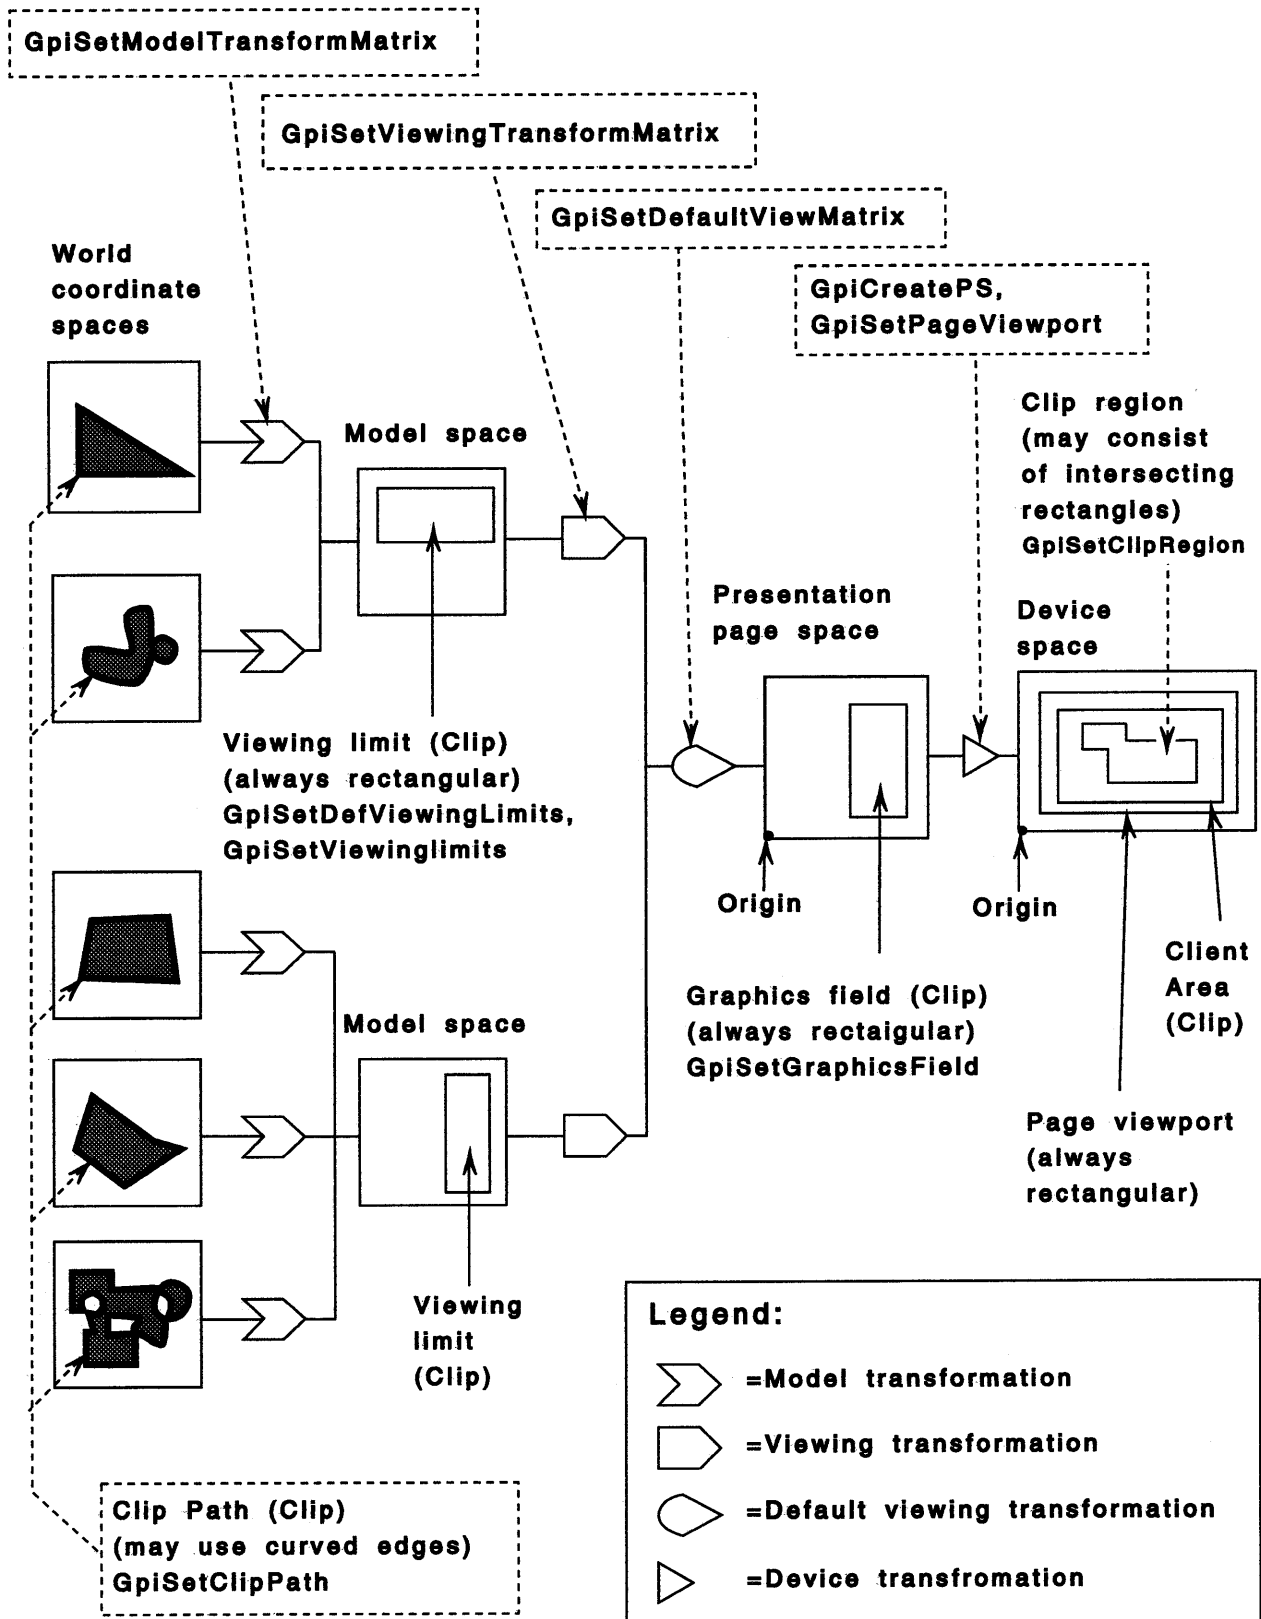 GpiSetModelTransformMatrix
GpiSetViewingTransformMatrix
GpiSetDefaultViewMatrix
GpiCreatePS,
GpiSetPageViewport
World
coordinate
spaces
Model space
Clip region
(may consist
of intersecting
rectangles)
GpiSetClipRegion
Presentation
page space
Device
space
Viewing limit (Clip)
(always rectangular)
GpiSetDefViewingLimits,
GpiSetViewinglimits
Origin
Origin
Client
Area
(Clip)
Graphics field (Clip)
(always rectaigular)
GpiSetGraphicsField
Model space
Page viewport
(always
rectangular)
Viewing
limit
(Clip)
Legend:
=Model transformation
=Viewing transformation
=Default viewing transformation
=Device transfromation
Clip Path (Clip)
(may use curved edges)
GpiSetClipPath